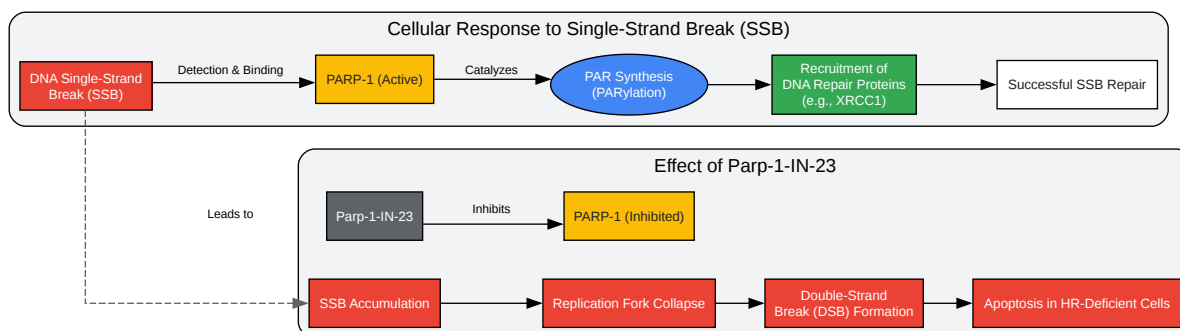 Cellular Response to Single-Strand Break (SSB)
DNA Single-Strand
Break (SSB)
Detection & Binding
PARP-1 (Active)
Catalyzes
PAR Synthesis
(PARylation)
Recruitment of
DNA Repair Proteins
(e.g., XRCC1)
Successful SSB Repair
Effect of Parp-1-IN-23
Leads to
Parp-1-IN-23
Inhibits
PARP-1 (Inhibited)
SSB Accumulation
Replication Fork Collapse
Double-Strand
Break (DSB) Formation
Apoptosis in HR-Deficient Cells